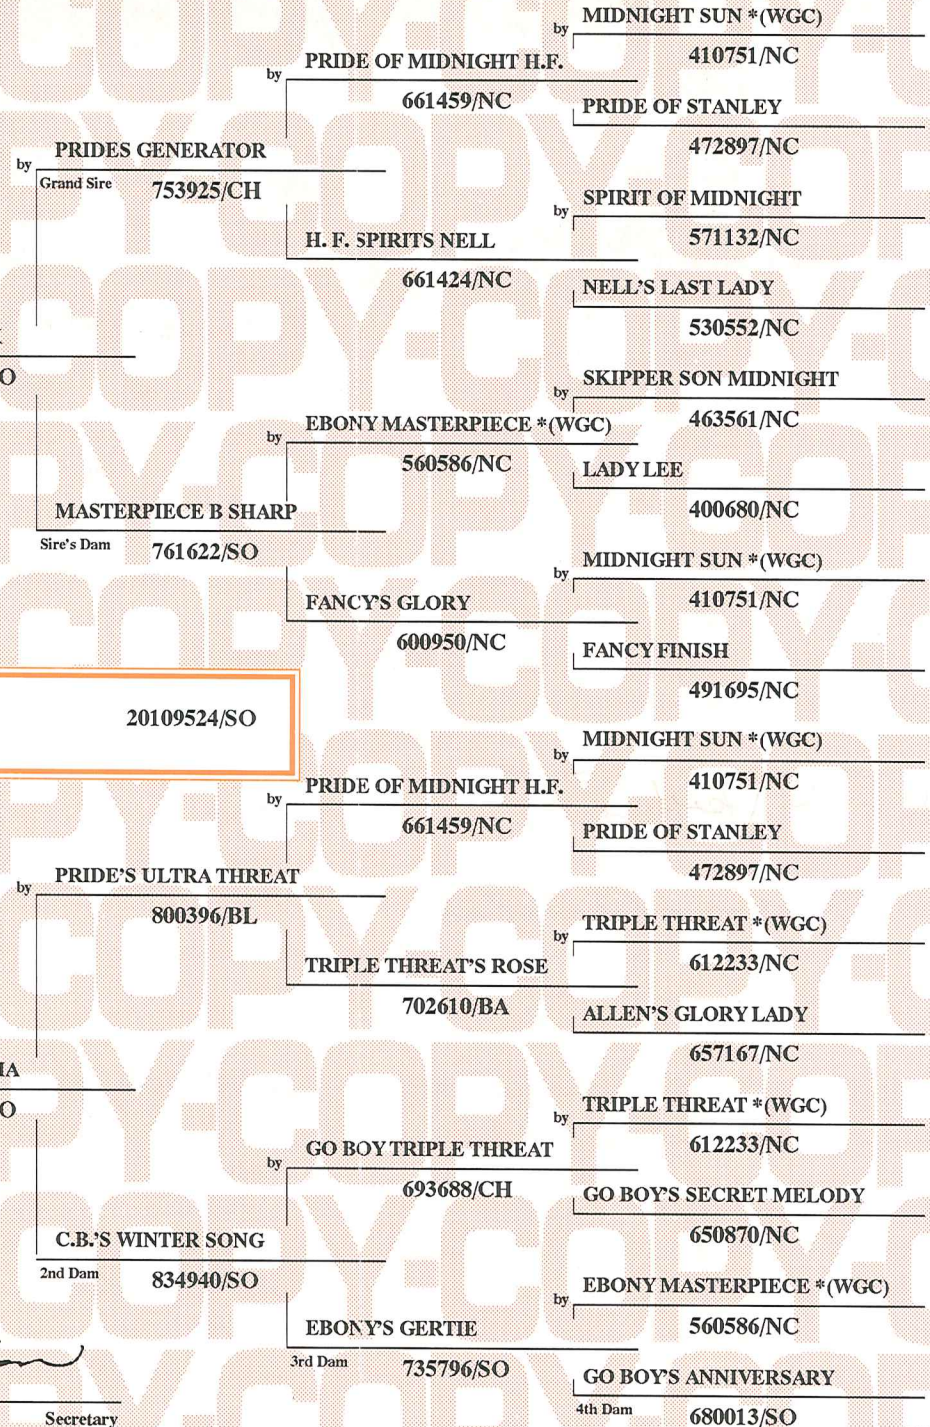 by MIDNIGHT SUN *(WGC)
410751/NC
by PRIDE OF MIDNIGHT H.F.
661459/NC
PRIDE OF STANLEY
472897/NC
by PRIDES GENERATOR
Grand Sire 753925/CH
by SPIRIT OF MIDNIGHT
571132/NC
H. F. SPIRITS NELL
661424/NC
NELL'S LAST LADY
530552/NC
O
by SKIPPER SON MIDNIGHT
463561/NC
by EBONY MASTERPIECE *(WGC)
560586/NC
LADY LEE
400680/NC
MASTERPIECE B SHARP
Sire's Dam 761622/SO
by MIDNIGHT SUN *(WGC)
410751/NC
FANCY'S GLORY
600950/NC
FANCY FINISH
491695/NC
20109524/SO
by MIDNIGHT SUN *(WGC)
410751/NC
by PRIDE OF MIDNIGHT H.F.
661459/NC
PRIDE OF STANLEY
472897/NC
by PRIDE'S ULTRA THREAT
800396/BL
by TRIPLE THREAT *(WGC)
612233/NC
TRIPLE THREAT'S ROSE
702610/BA
ALLEN'S GLORY LADY
657167/NC
IA
O
by TRIPLE THREAT *(WGC)
612233/NC
by GO BOY TRIPLE THREAT
693688/CH
GO BOY'S SECRET MELODY
650870/NC
C.B.'S WINTER SONG
2nd Dam 834940/SO
by EBONY MASTERPIECE *(WGC)
560586/NC
EBONY'S GERTIE
3rd Dam 735796/SO
GO BOY'S ANNIVERSARY
4th Dam 680013/SO
Secretary